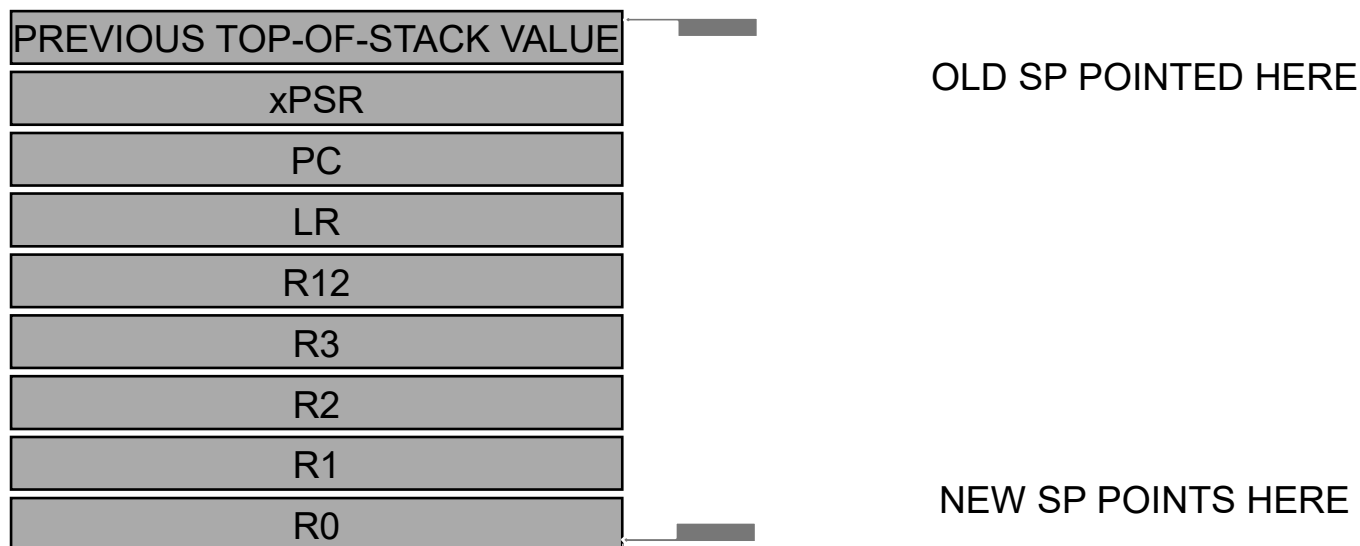 PREVIOUS TOP-OF-STACK VALUE
OLD SP POINTED HERE
xPSR
PC
LR
R12
R3
R2
R1
NEW SP POINTS HERE
R0